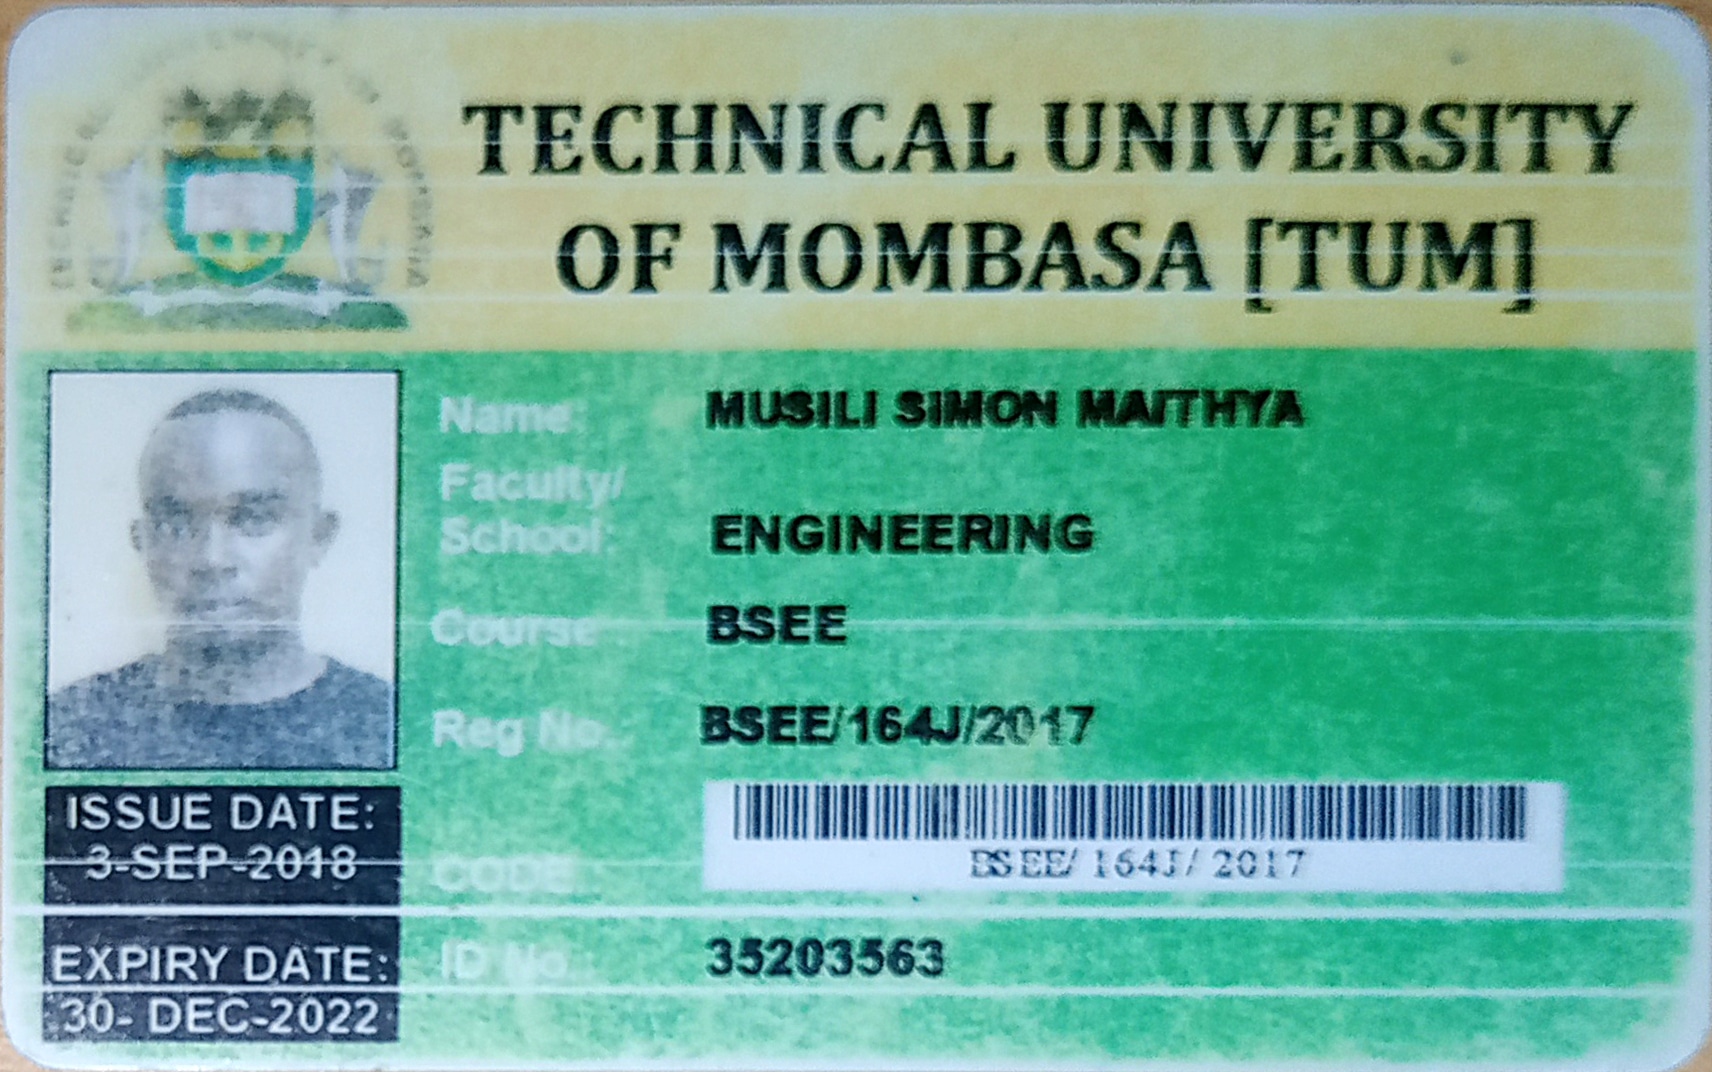 TECHNICAL UNIVERSITY
OF MOMBASA [TUM]
Name: MUSILI SIMON MAITHYA
Faculty/
School: ENGINEERING
Course BSEE
Reg No.: BSEE/164J/2017
BSEE/ 164J/ 2017
CODE:
ID No.: 35203563
ISSUE DATE:
3-SEP-2018
EXPIRY DATE:
30- DEC-2022